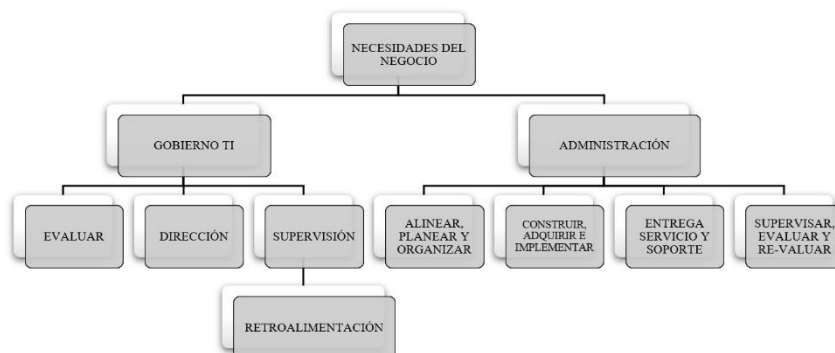 NECESIDADES DEL
NEGOCIO
GOBIERNO TI
ADMINISTRACIÓN
EVALUAR
DIRECCIÓN
SUPERVISIÓN
ALINEAR,
PLANEAR Y
ORGANIZAR
CONSTRUIR,
ADQUIRIR E
IMPLEMENTAR
ENTREGA
SERVICIO Y
SOPORTE
SUPERVISAR,
EVALUAR Y
RE-VALUAR
RETROALIMENTACIÓN